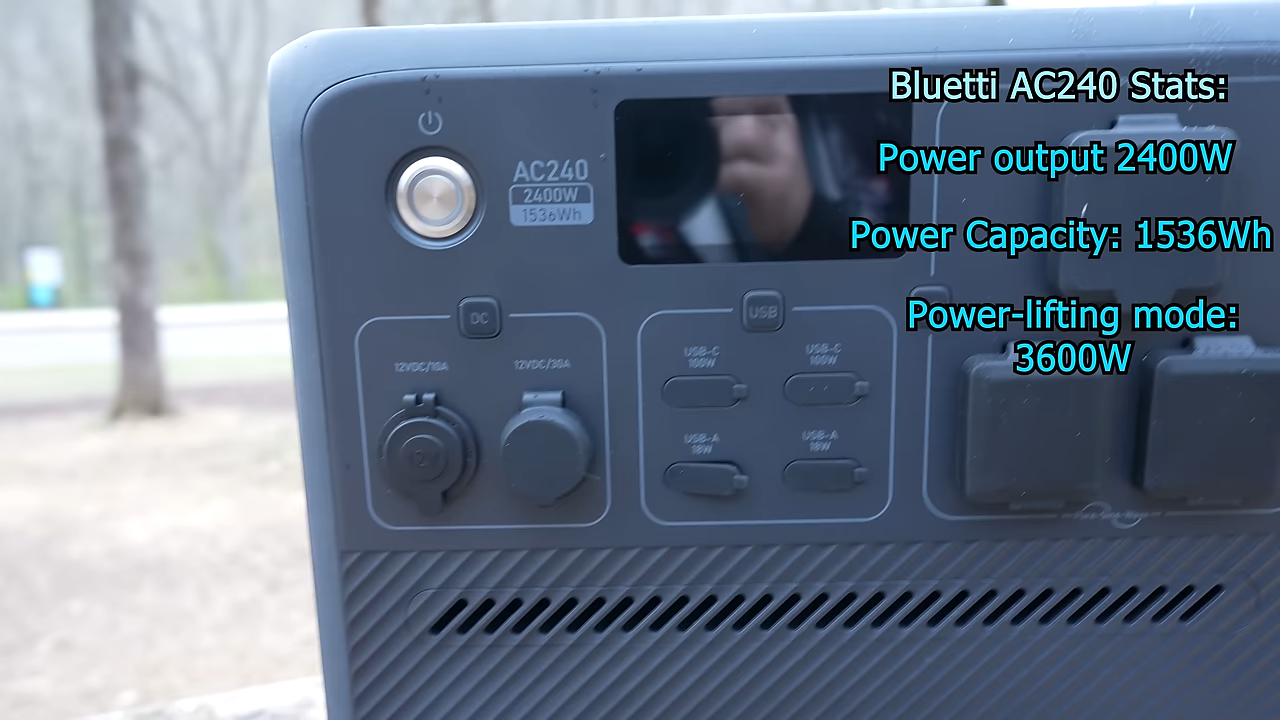 Bluetti AC240 Stats:
Power output 2400W
Power Capacity: 1536Wh
Power-lifting mode:
3600W
AC240
2400W
1536Wh
DC
12VDC/10A
12VDC/30A
12V
USB
USB-C
100W
USB-C
100W
USB-A
18W
USB-A
18W